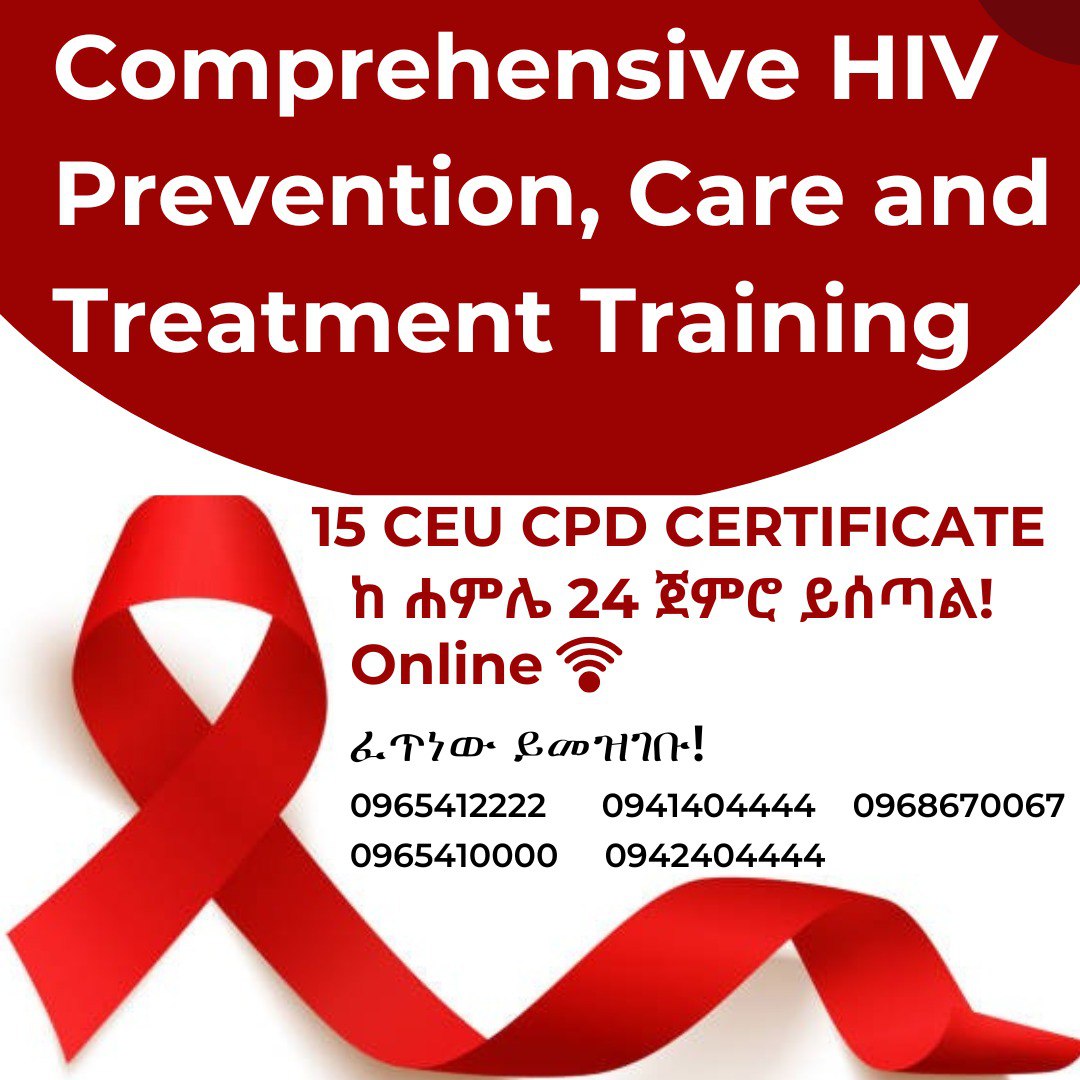 Comprehensive HIV
Prevention, Care and
Treatment Training
15 CEU CPD CERTIFICATE
ከ ሐምሌ 24 ጀምሮ ይሰጣል!
Online
ፈጥነው ይመዝገቡ!
0965412222 0941404444 0968670067
0965410000 0942404444